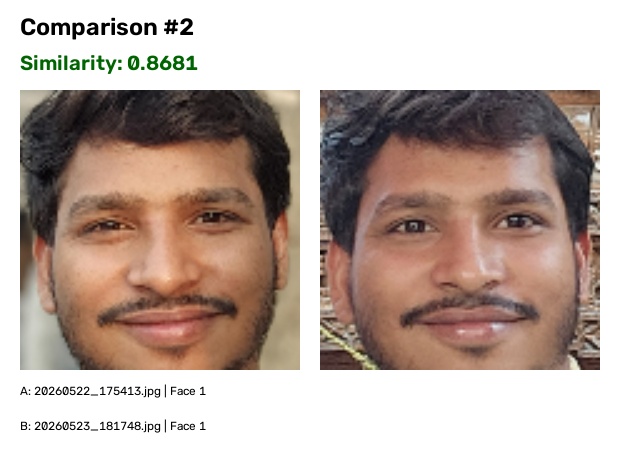 Comparison #2
Similarity: 0.8681
A: 20260522_175413.jpg | Face 1
B: 20260523_181748.jpg | Face 1